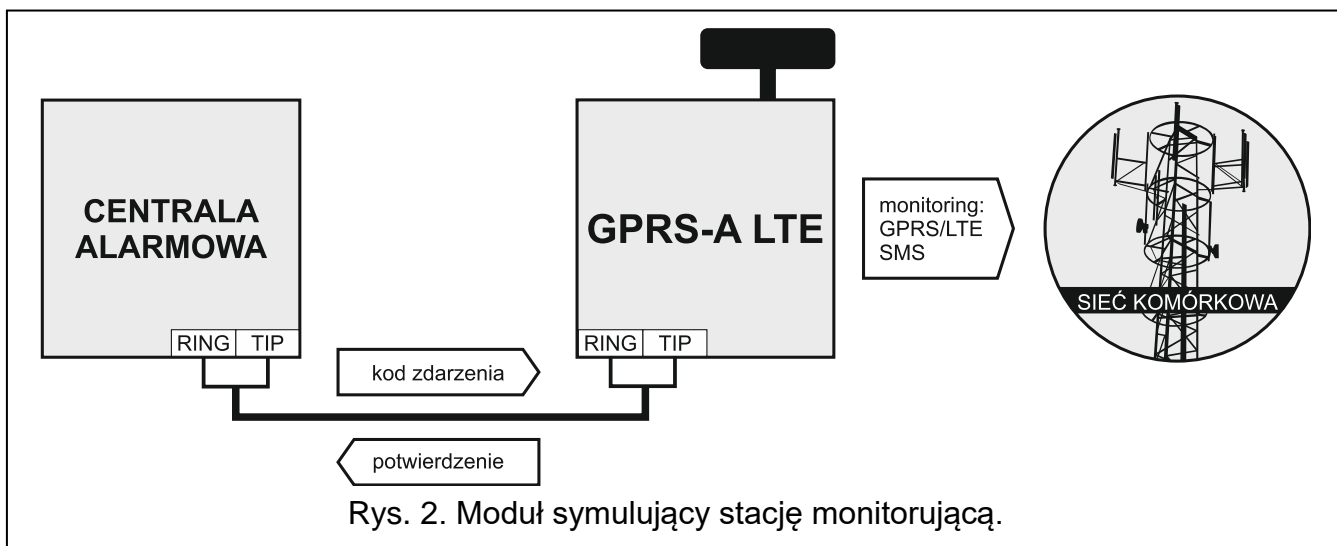 CENTRALA
ALARMOWA
RING TIP
GPRS-A LTE
RING TIP
kod zdarzenia
potwierdzenie
monitoring:
GPRS/LTE
SMS
SIEĆ KOMÓRKOWA
Rys. 2. Moduł symulujący stację monitorującą.